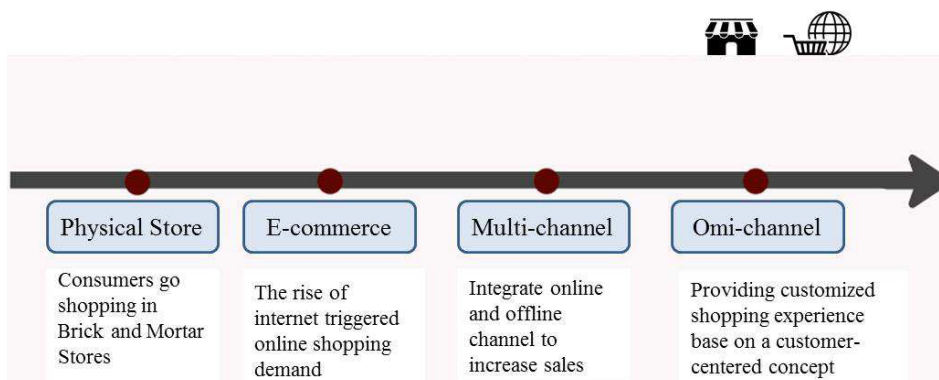 Physical Store
E-commerce
Multi-channel
Omi-channel
Consumers go
shopping in
Brick and Mortar
Stores
The rise of
internet triggered
online shopping
demand
Integrate online
and offline
channel to
increase sales
Providing customized
shopping experience
base on a customer-
centered concept